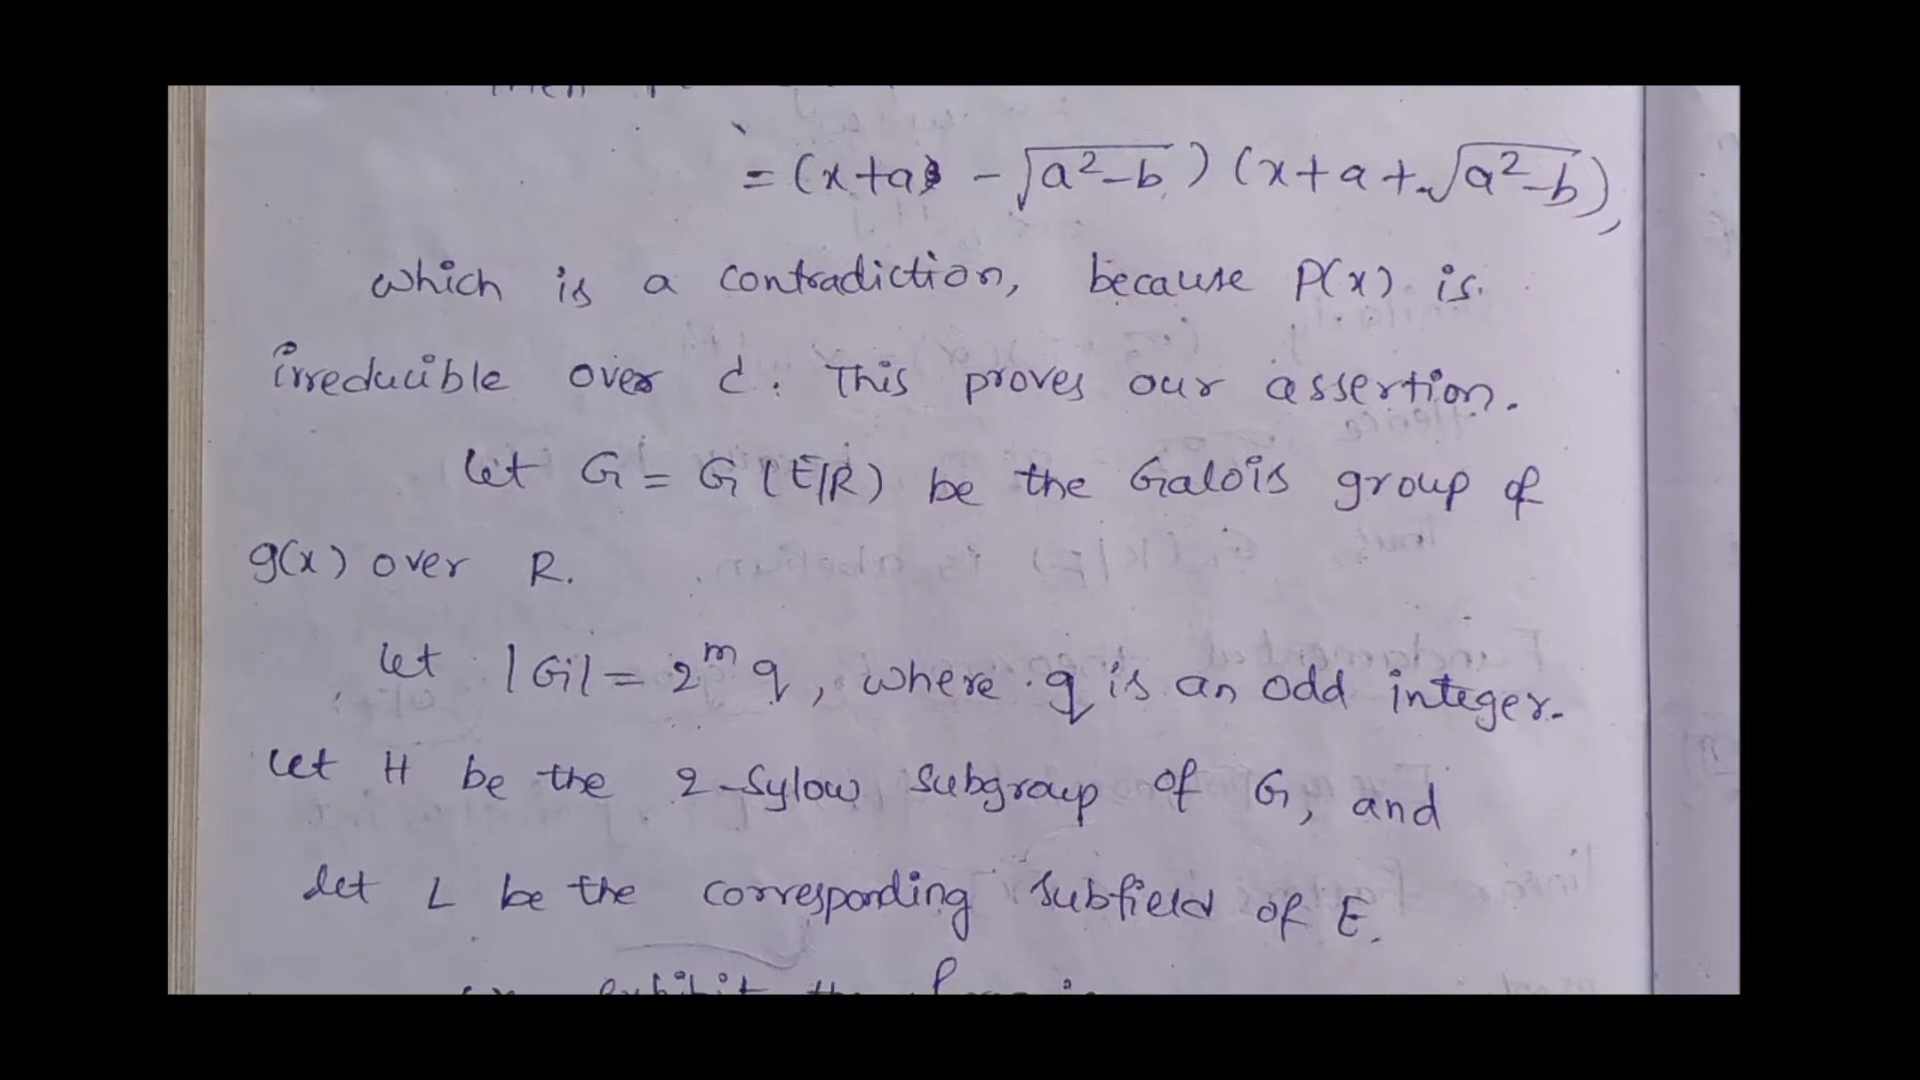 = (x+a - √a²-b ) (x+a+√a²-b),
which is a contradiction, because P(x) is
irreducible over ȼ. This proves our assertion.
let G = G (E/R) be the Galois group of
g(x) over R.
let |G| = 2^m q, where q is an odd integer.
let H be the 2-Sylow subgroup of G, and
let L be the corresponding subfield of E.
exhibit the